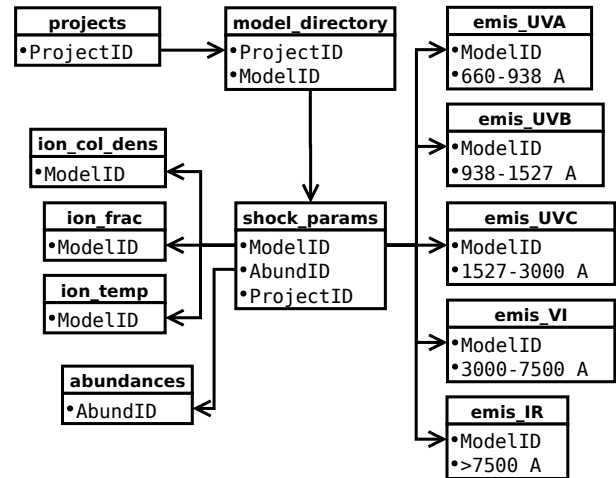 projects
•ProjectID
model_directory
•ProjectID
•ModelID
ion_col_dens
•ModelID
ion_frac
•ModelID
ion_temp
•ModelID
abundances
•AbundID
shock_params
•ModelID
•AbundID
•ProjectID
emis_UVA
•ModelID
•660-938 A
emis_UVB
•ModelID
•938-1527 A
emis_UVC
•ModelID
•1527-3000 A
emis_VI
•ModelID
•3000-7500 A
emis_IR
•ModelID
•>7500 A